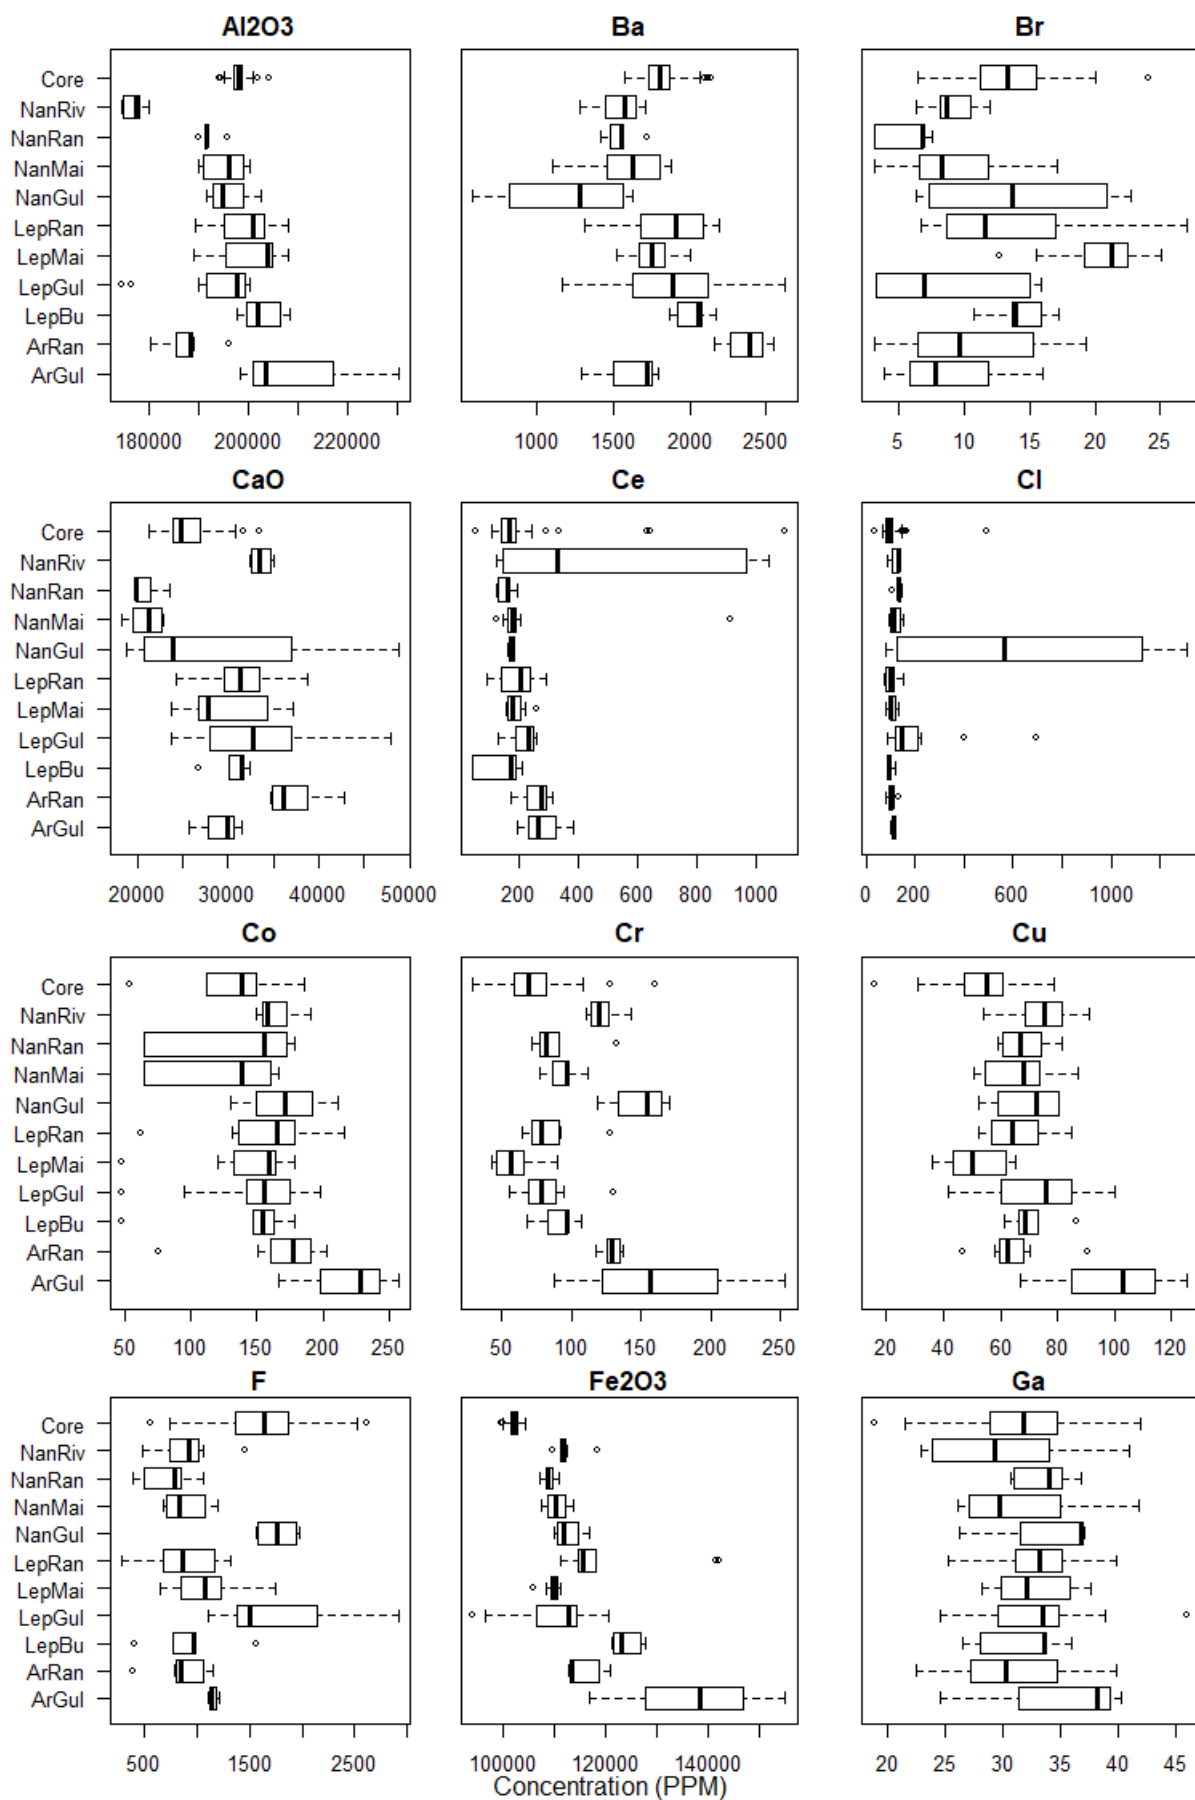 Al2O3 Ba Br
Core
NanRiv
NanRan
NanMai
NanGul
LepRan
LepMai
LepGul
LepBu
ArRan
ArGul
180000 200000 220000 1000 1500 2000 2500 5 10 15 20 25
CaO Ce Cl
Core
NanRiv
NanRan
NanMai
NanGul
LepRan
LepMai
LepGul
LepBu
ArRan
ArGul
20000 30000 40000 50000 200 400 600 800 1000 0 200 600 1000
Co Cr Cu
Core
NanRiv
NanRan
NanMai
NanGul
LepRan
LepMai
LepGul
LepBu
ArRan
ArGul
50 100 150 200 250 50 100 150 200 250 20 40 60 80 100 120
F Fe2O3 Ga
Core
NanRiv
NanRan
NanMai
NanGul
LepRan
LepMai
LepGul
LepBu
ArRan
ArGul
500 1500 2500 100000 120000 140000 20 25 30 35 40 45
Concentration (PPM)